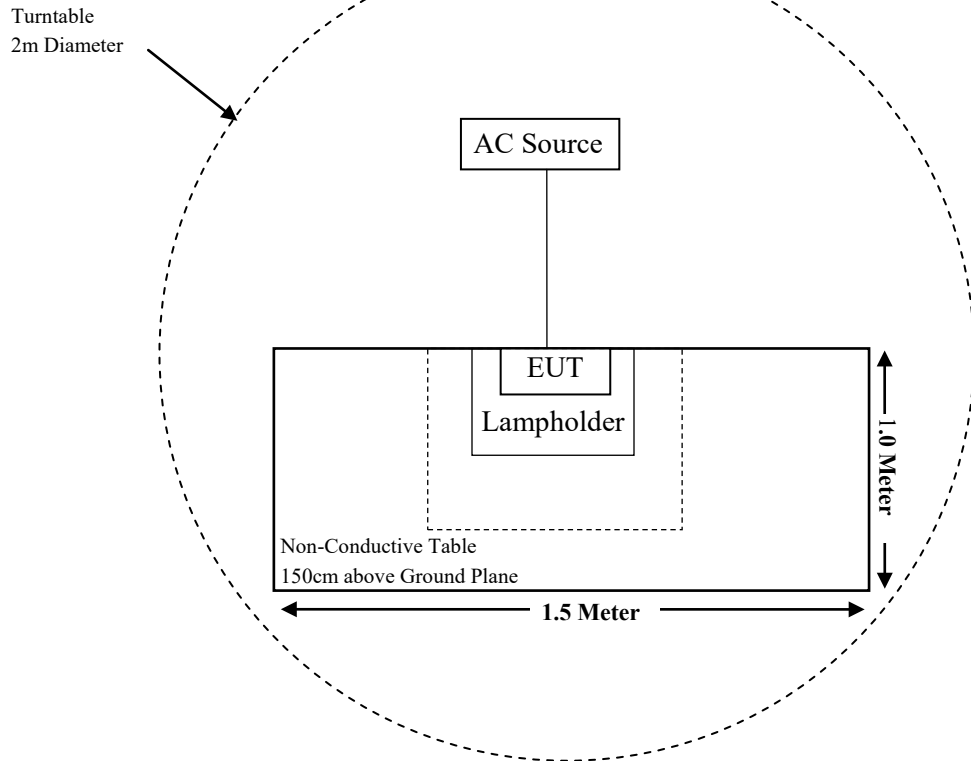 Turntable
2m Diameter
AC Source
EUT
Lampholder
1.0 Meter
Non-Conductive Table
150cm above Ground Plane
1.5 Meter